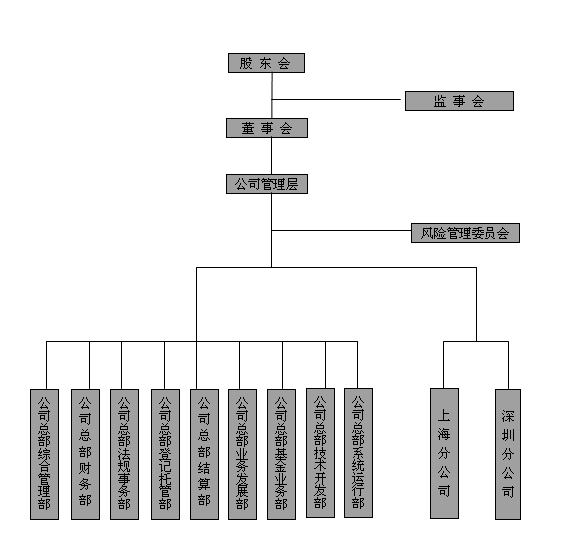 股东会
监事会
董事会
公司管理层
风险管理委员会
公司总部综合管理部
公司总部财务部
公司总部法规事务部
公司总部登记托管部
公司总部结算部
公司总部业务发展部
公司总部基金业务部
公司总部技术开发部
公司总部系统运行部
上海分公司
深圳分公司